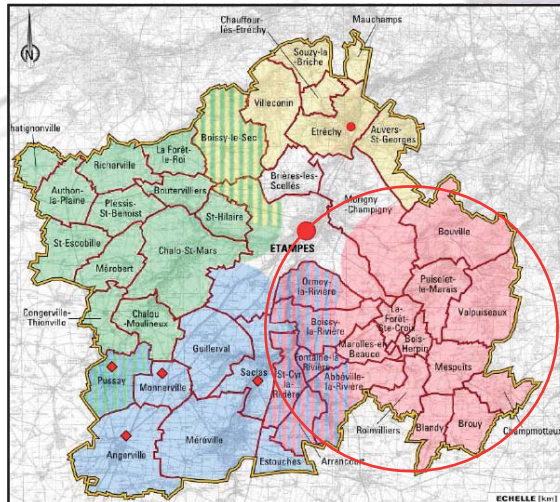 Mauchamps
Chauffour-
lès-Etréchy
Souzy-la
-Briche
Villeconin
Etréchy
Auvers-
St-Georges
Boissy-le-Sec
La Forêt-
le-Roi
hatignonville
Richarville
Brières-les-
Scellés
Authon-
la-Plaine
Plessis-
St-Benoist
Boutervilliers
St-Hilaire
Morigny
-Champigny
ETAMPES
Bouville
St-Escobille
Chalo-St-Mars
Mérobert
Ormoy-
la-Rivière
Puiselet-
le-Marais
Valpuiseaux
Congerville-
Thionville
Chalou
-Moulineux
Boissy-
la-Rivière
La-Forêt-
Ste-Croix
Bois-
Herpin
Guillerval
Marolles-en
Beauce
Mespuits
Fontaine-la-
Rivière
Pussay
Monnerville
Saclas
St-Cyr
-la-
Rivière
Abbéville-
la-Rivière
Angerville
Méréville
Roimvilliers
Blandy
Brouy
Champmotteux
Estouches
Arrancourt
N
ECHELLE (km)